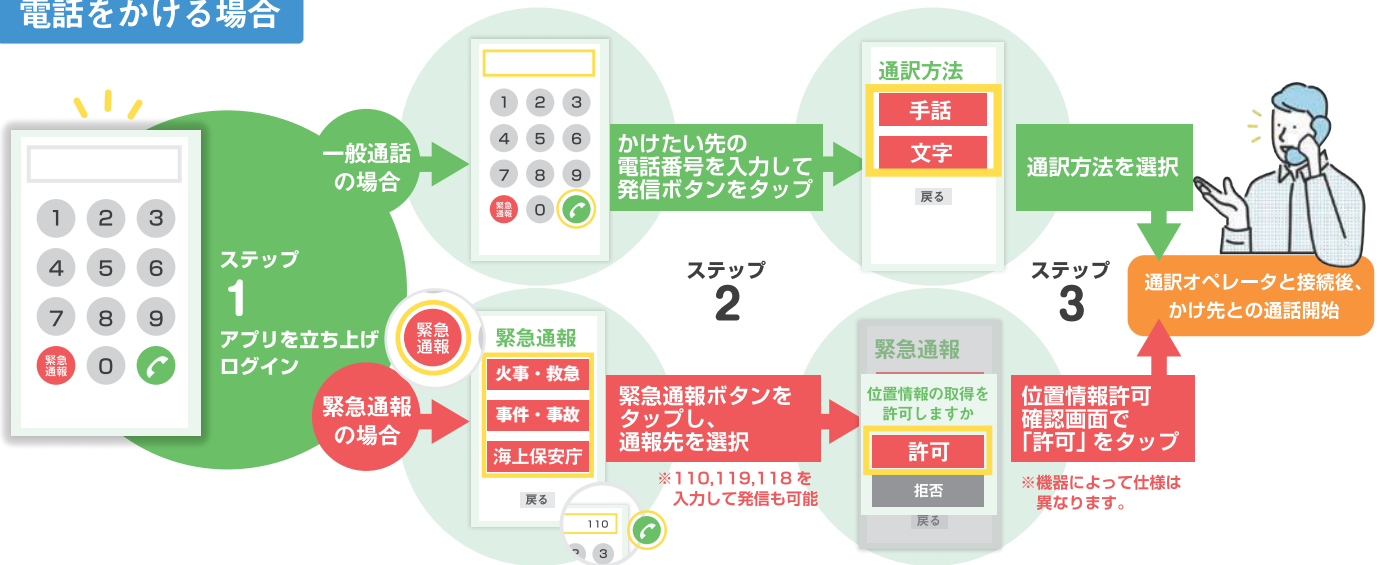 電話をかける場合
1 2 3
4 5 6
7 8 9
緊急
通報
0
ステップ
1
アプリを立ち上げ
ログイン
一般通話
の場合
1 2 3
4 5 6
7 8 9
緊急
通報
0
かけたい先の
電話番号を入力して
発信ボタンをタップ
通訳方法
手話
文字
戻る
通訳方法を選択
ステップ
2
ステップ
3
緊急通報
の場合
緊急
通報
緊急通報
火事・救急
事件・事故
海上保安庁
戻る
110
2 3
緊急通報ボタンを
タップし、
通報先を選択
※110,119,118 を
入力して発信も可能
緊急通報
位置情報の取得を
許可しますか
許可
拒否
戻る
位置情報許可
確認画面で
「許可」をタップ
※機器によって仕様は
異なります。
通訳オペレータと接続後、
かけ先との通話開始